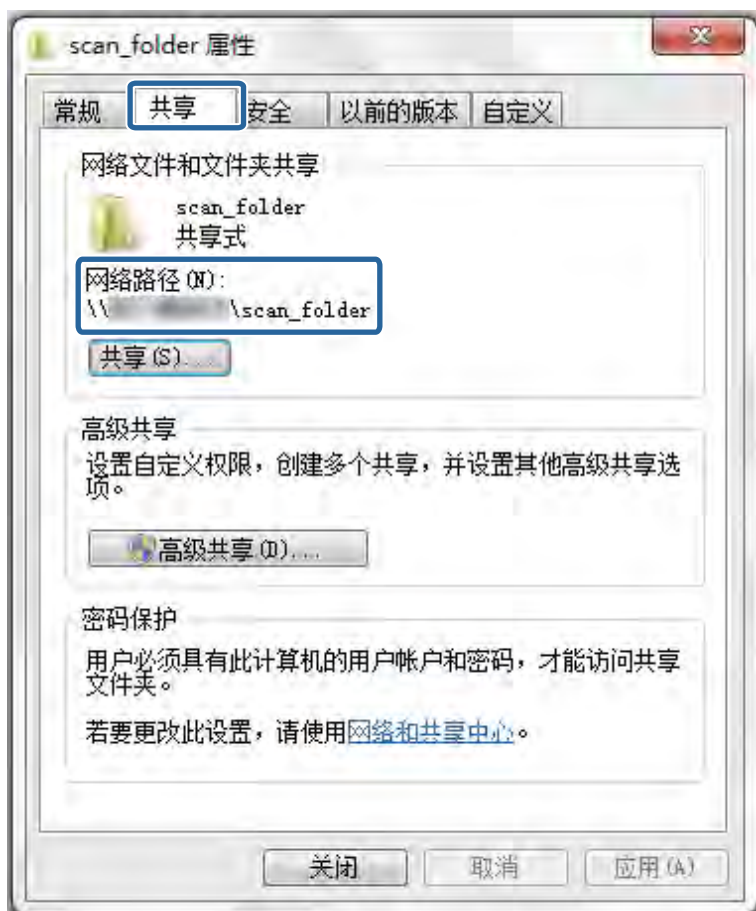 scan_folder 属性
常规 共享 安全 以前的版本 自定义
网络文件和文件夹共享
scan_folder
共享式
网络路径(N):
\\ \scan_folder
共享(S)...
高级共享
设置自定义权限，创建多个共享，并设置其他高级共享选
项。
高级共享(D)...
密码保护
用户必须具有此计算机的用户帐户和密码，才能访问共享
文件夹。
若要更改此设置，请使用网络和共享中心。
关闭 取消 应用(A)